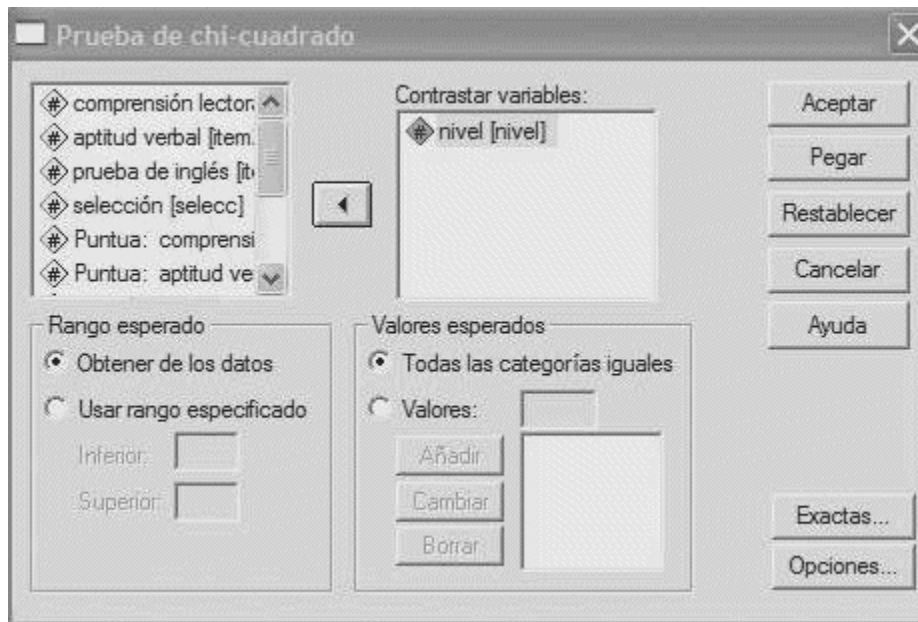 Prueba de chi-cuadrado
comprensión lectora
aptitud verbal [item.
prueba de inglés [it
selección [selecc]
Puntua: comprensi
Puntua: aptitud ve
Contrastar variables:
nivel [nivel]
Aceptar
Pegar
Restablecer
Cancelar
Ayuda
Rango esperado
Obtener de los datos
Usar rango especificado
Inferior:
Superior:
Valores esperados
Todas las categorías iguales
Valores:
Añadir
Cambiar
Borrar
Exactas...
Opciones...